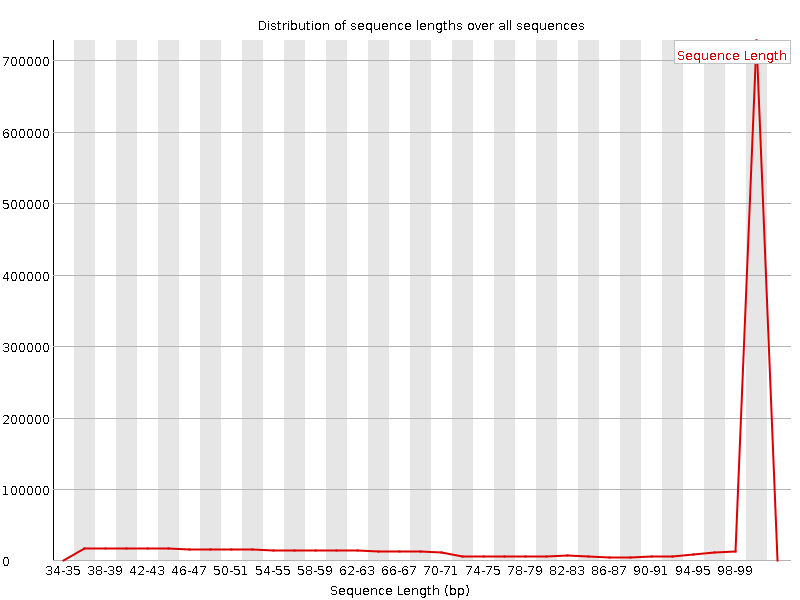 Distribution of sequence lengths over all sequences
Sequence Length
700000
600000
500000
400000
300000
200000
100000
0
34-35 38-39 42-43 46-47 50-51 54-55 58-59 62-63 66-67 70-71 74-75 78-79 82-83 86-87 90-91 94-95 98-99
Sequence Length (bp)